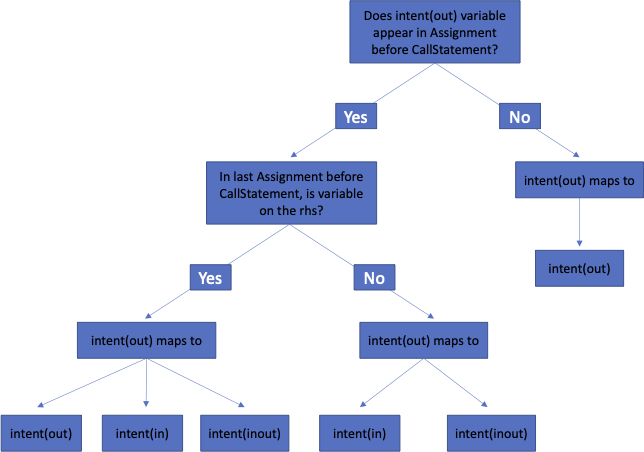 Does intent(out) variable
appear in Assignment
before CallStatement?
Yes
No
In last Assignment before
CallStatement, is variable
on the rhs?
intent(out) maps to
intent(out)
Yes
No
intent(out) maps to
intent(out) maps to
intent(out)
intent(in)
intent(inout)
intent(in)
intent(inout)